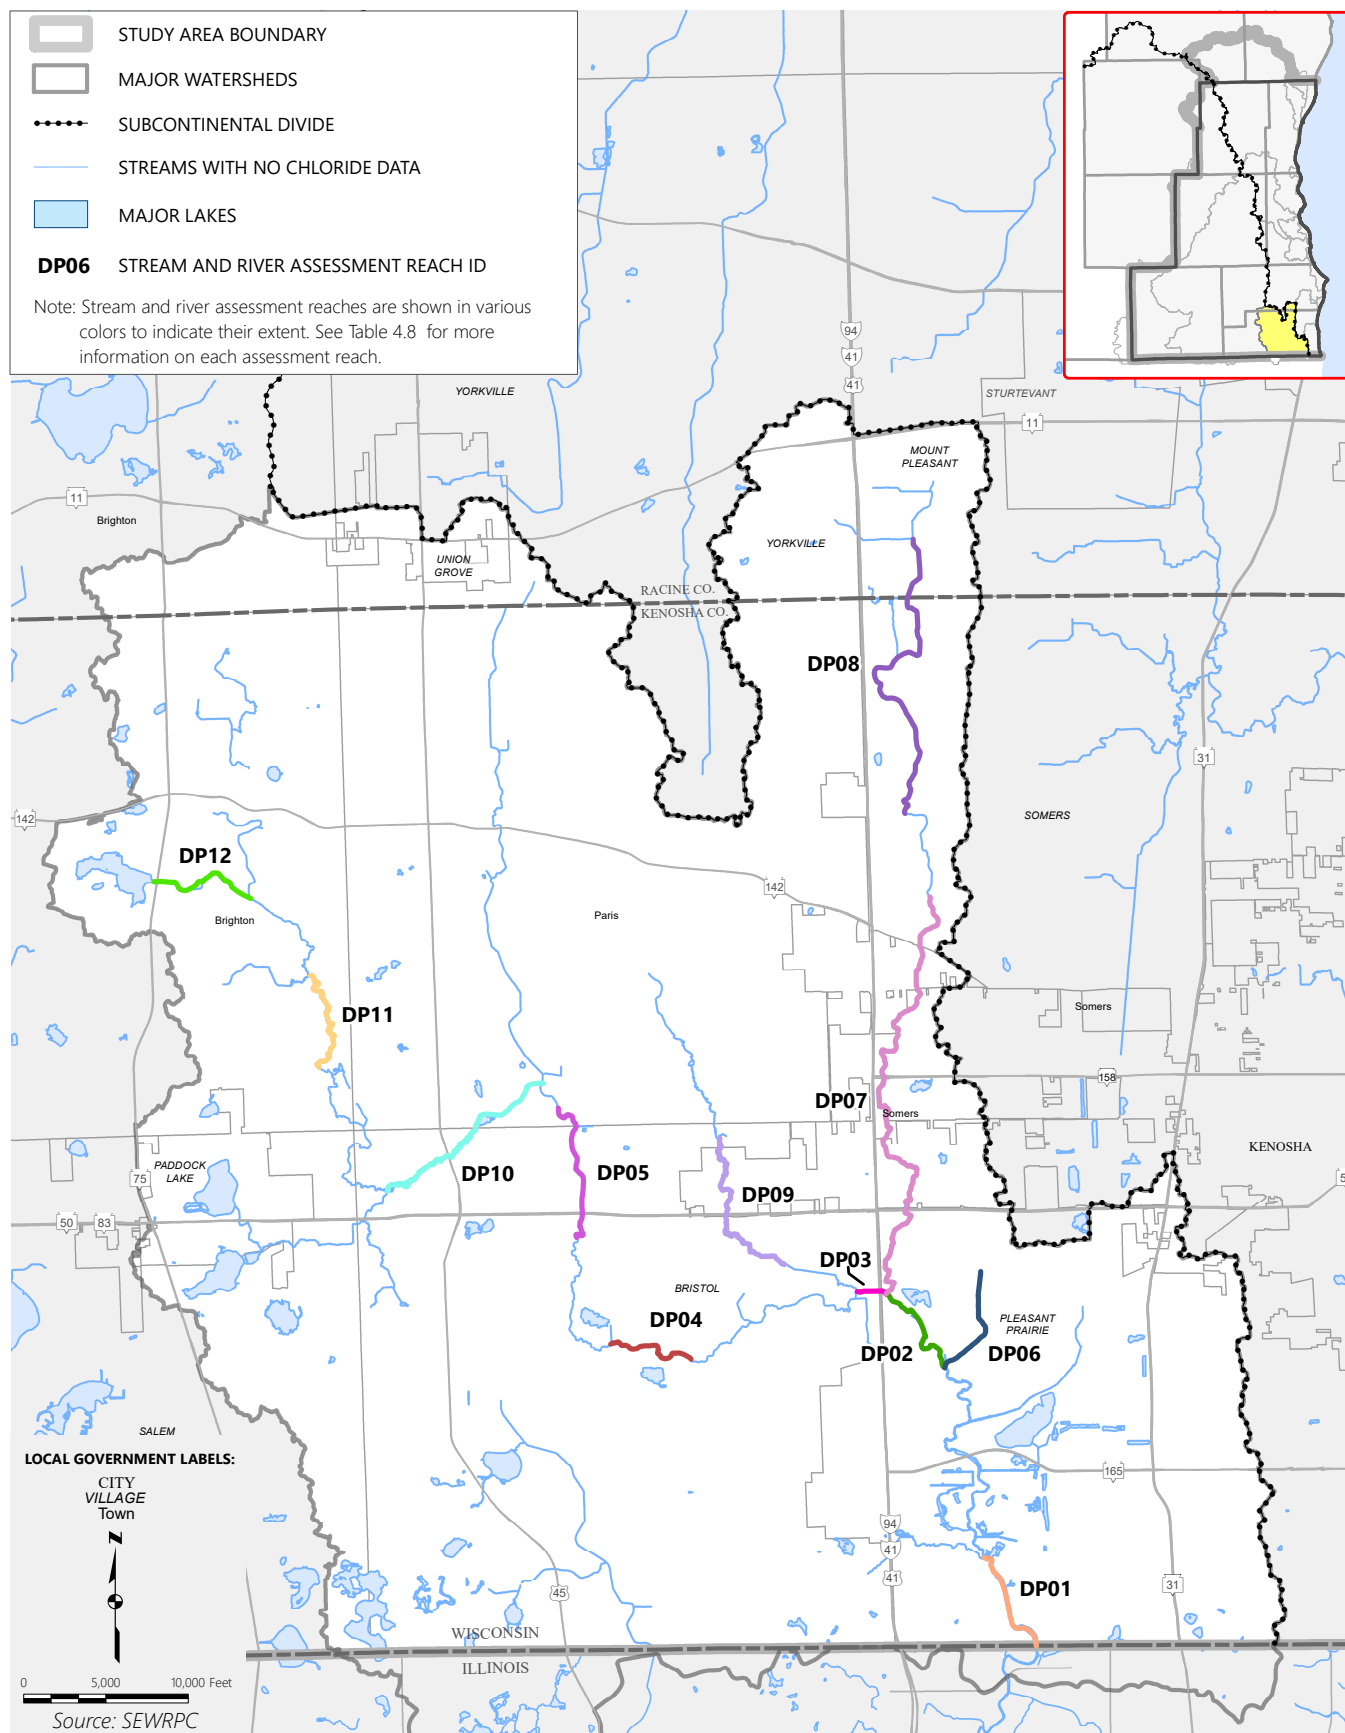 STUDY AREA BOUNDARY
MAJOR WATERSHEDS
SUBCONTINENTAL DIVIDE
STREAMS WITH NO CHLORIDE DATA
MAJOR LAKES
DP06 STREAM AND RIVER ASSESSMENT REACH ID
Note: Stream and river assessment reaches are shown in various
colors to indicate their extent. See Table 4.8 for more
information on each assessment reach.
94
41
41
YORKVILLE
STURTEVANT
11
MOUNT
PLEASANT
11
Brighton
YORKVILLE
UNION
GROVE
RACINE CO.
KENOSHA CO.
DP08
31
142
SOMERS
DP12
142
Brighton
Paris
DP11
Somers
158
DP07
Somers
KENOSHA
PADDOCK
LAKE
75
DP10
DP05
DP09
5
50
83
DP03
BRISTOL
DP04
PLEASANT
PRAIRIE
DP02
DP06
SALEM
LOCAL GOVERNMENT LABELS:
CITY
VILLAGE
Town
Z
165
94
41
41
DP01
31
45
WISCONSIN
ILLINOIS
0 5,000 10,000 Feet
Source: SEWRPC